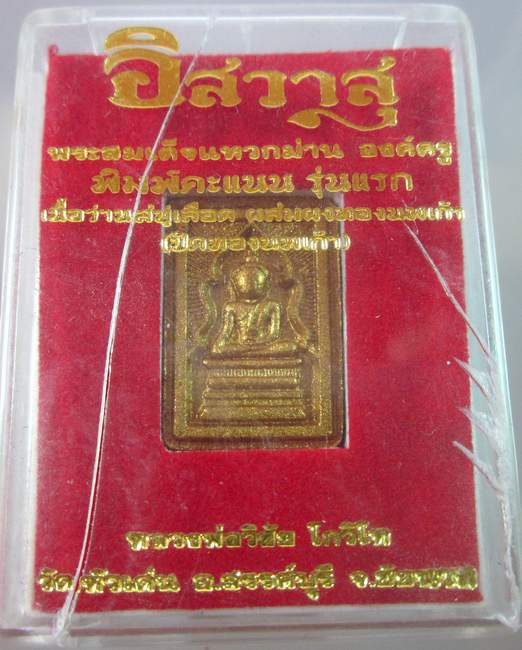 อิสวาสุ
พระสมเด็จแหวกม่าน องค์ครู
พิมพ์คะแนน รุ่นแรก
เนื้อว่านสบู่เลือด ผสมผงทองนพเก้า
(ปิดทองนพเก้า)
หลวงพ่อวิชัย โกวิโท
วัดหัวเด่น อ.สรรค์บุรี จ.ชัยนาท